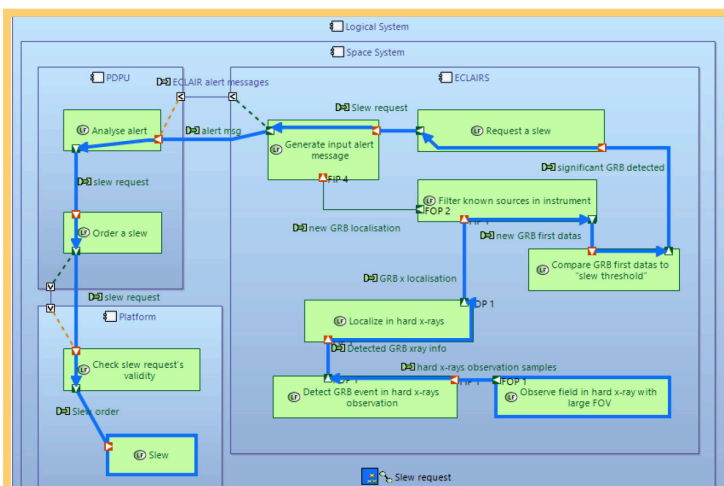 Logical System
Space System
PDPU
ECLAIR alert messages
ECLAIRS
Slew request
Analyse alert
alert msg
Generate input alert
message
Request a slew
significant GRB detected
slew request
FIP 4
Filter known sources in instrument
FOP 2
Order a slew
new GRB localisation
new GRB first datas
Compare GRB first datas to
"slew threshold"
GRB x localisation
slew request
OP 1
Platform
Localize in hard x-rays
Check slew request's
validity
Detected GRB xray info
hard x-rays observation samples
FOP 1
Detect GRB event in hard x-rays
observation
Observe field in hard x-ray with
large FOV
Slew order
Slew
Slew request